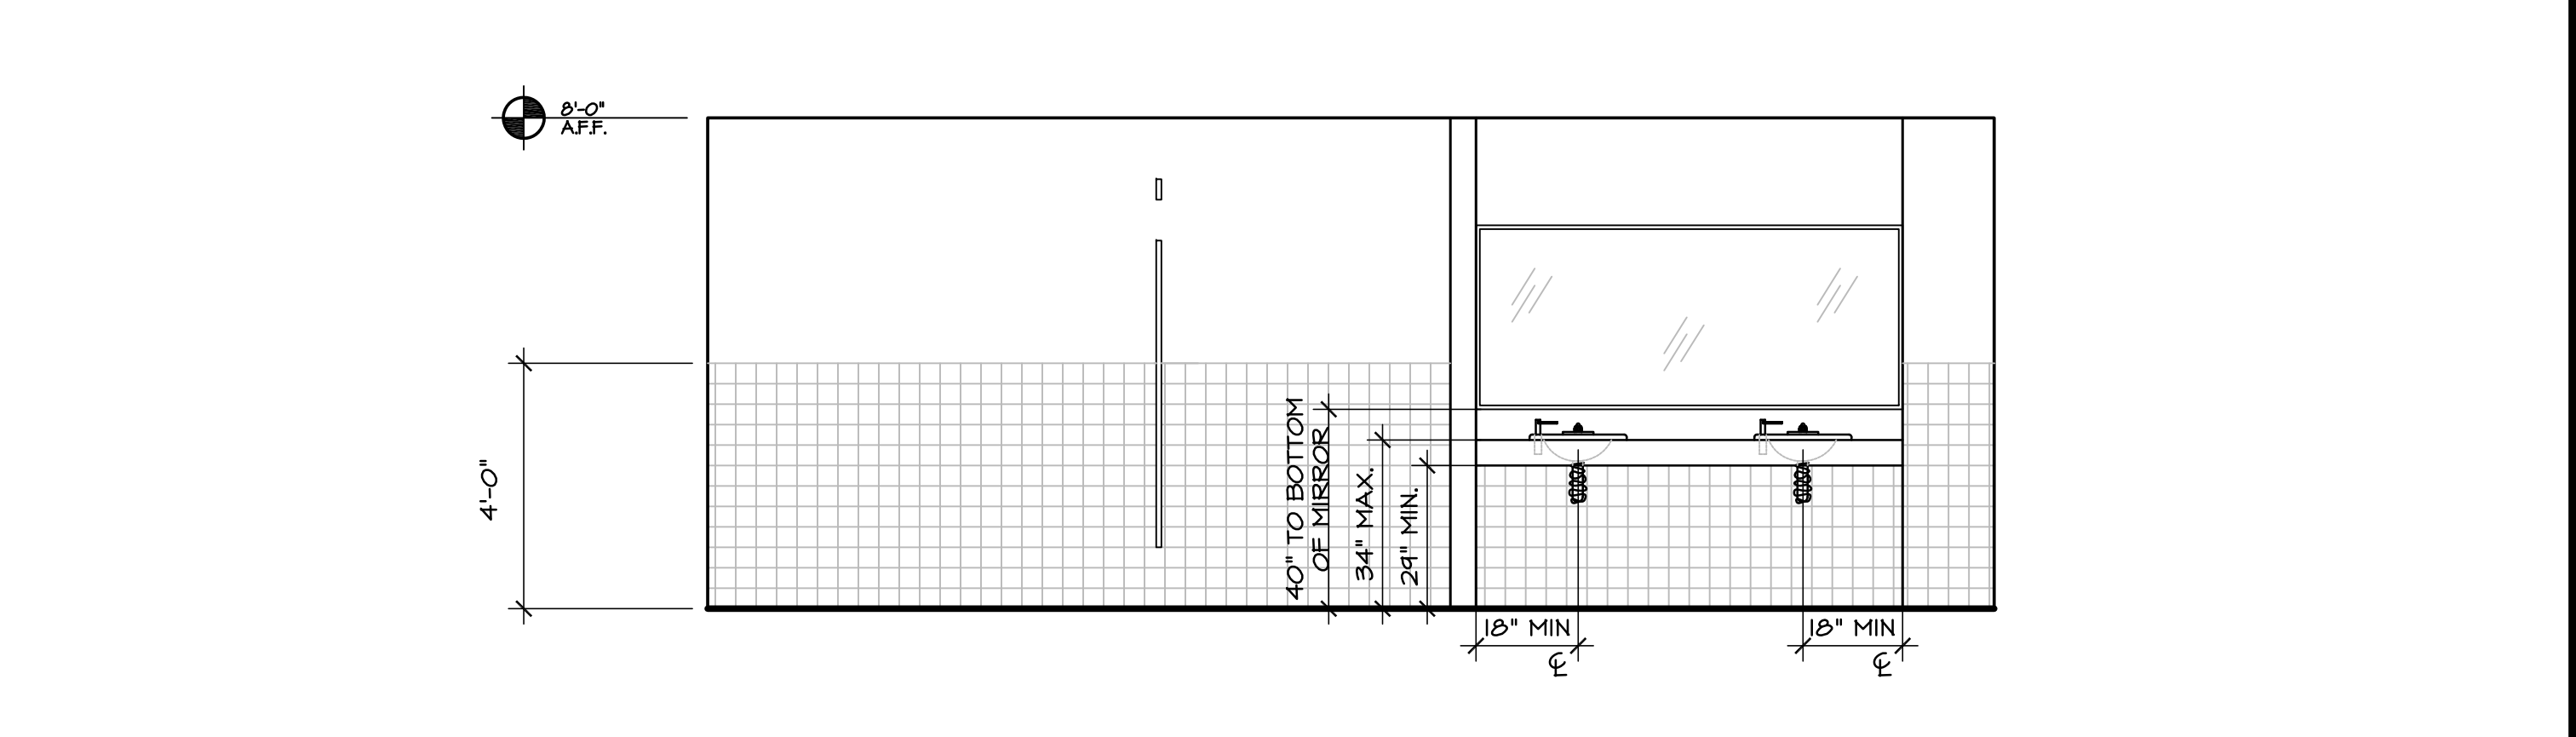 8'-0"
A.F.F.
4'-0"
40" TO BOTTOM
OF MIRROR
34" MAX.
29" MIN.
18" MIN
℄
18" MIN
℄